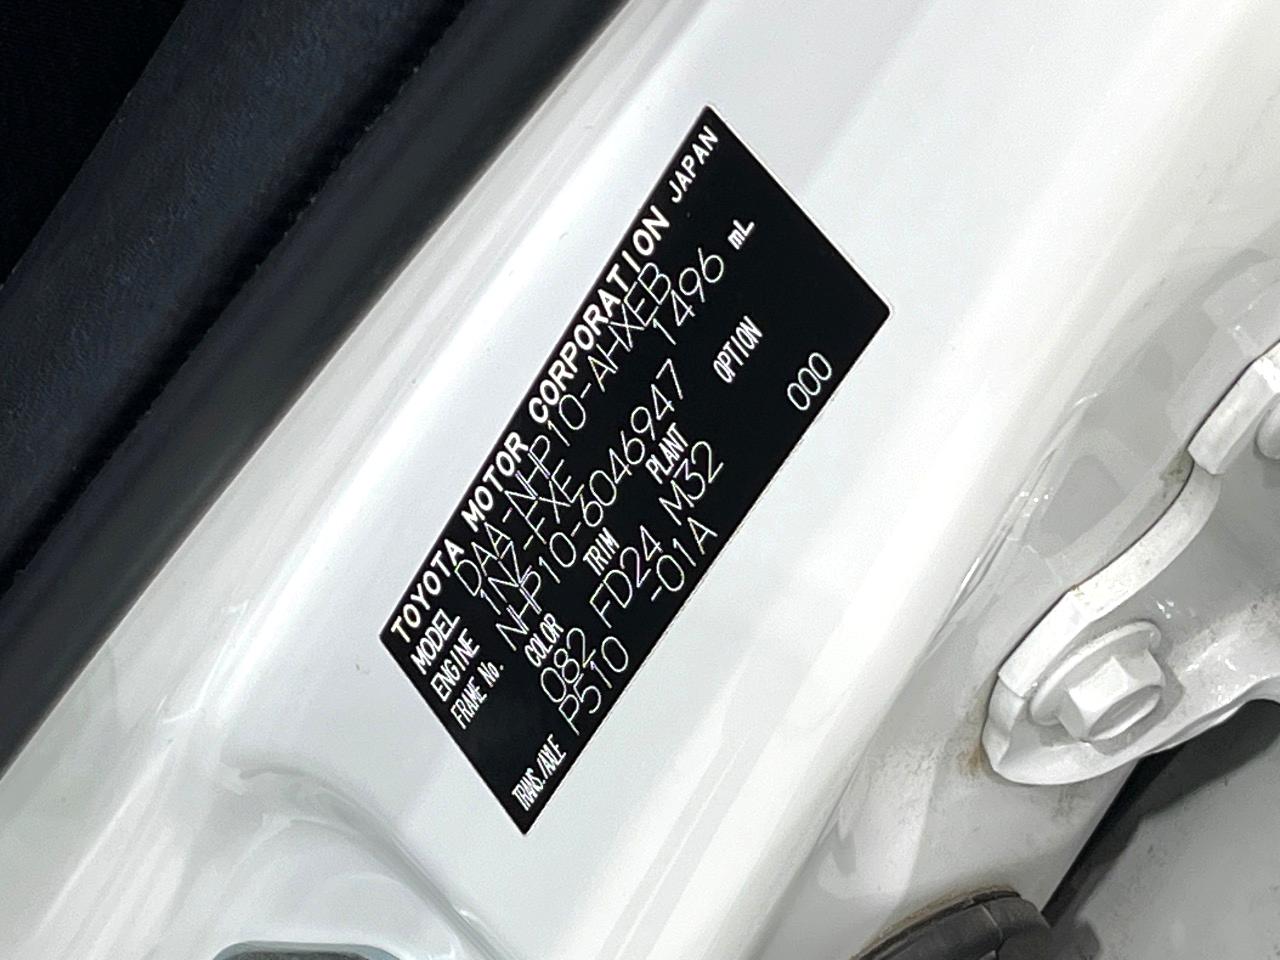 TOYOTA MOTOR CORPORATION JAPAN
MODEL DAA-NHP10-AHXEB
ENGINE 1NZ-FXE 1496 mL
FRAME No. NHP10-6046947
COLOR TRIM PLANT OPTION
082 FD24 M32 000
TRANS./AXLE P510 -01A